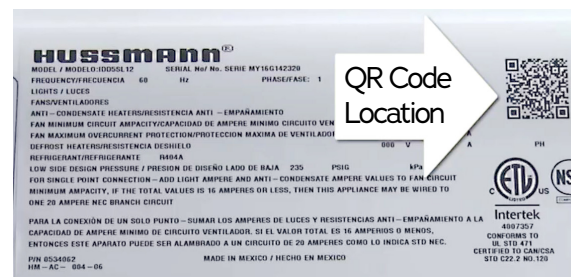 HUSSMANN®
MODEL / MODELO:IDD5SL12 SERIAL No/ No. SERIE MY16G142320
FREQUENCY/FRECUENCIA 60 Hz PHASE/FASE: 1
LIGHTS / LUCES
FANS/VENTILADORES
ANTI-CONDENSATE HEATERS/RESISTENCIA ANTI-EMPAÑAMIENTO
FAN MINIMUM CIRCUIT AMPACITY/CAPACIDAD DE AMPERE MINIMO CIRCUITO VEN
FAN MAXIMUM OVERCURRENT PROTECTION/PROTECCION MAXIMA DE VENTILADOR A
DEFROST HEATERS/RESISTENCIA DESHIELO 000 V A PH
REFRIGERANT/REFRIGERANTE R404A
LOW SIDE DESIGN PRESSURE / PRESION DE DISEÑO LADO DE BAJA 235 PSIG kPa
FOR SINGLE POINT CONNECTION - ADD LIGHT AMPERE AND ANTI-CONDENSATE AMPERE VALUES TO FAN CIRCUIT
MINIMUM AMPACITY, IF THE TOTAL VALUES IS 16 AMPERES OR LESS, THEN THIS APPLIANCE MAY BE WIRED TO
ONE 20 AMPERE NEC BRANCH CIRCUIT
PARA LA CONEXIÓN DE UN SOLO PUNTO-SUMAR LOS AMPERES DE LUCES Y RESISTENCIAS ANTI-EMPAÑAMIENTO A LA
CAPACIDAD DE AMPERE MINIMO DE CIRCUITO VENTILADOR. SI EL VALOR TOTAL ES 16 AMPERIOS O MENOS,
ENTONCES ESTE APARATO PUEDE SER ALAMBRADO A UN CIRCUITO DE 20 AMPERES COMO LO INDICA STD NEC.
P/N 0534062 MADE IN MEXICO / HECHO EN MEXICO
HM-AC-004-06
QR Code
Location
C ETL US
LISTED
NS
Intertek
4007357
CONFORMS TO
UL STD 471
CERTIFIED TO CAN/CSA
STD C22.2 NO.120